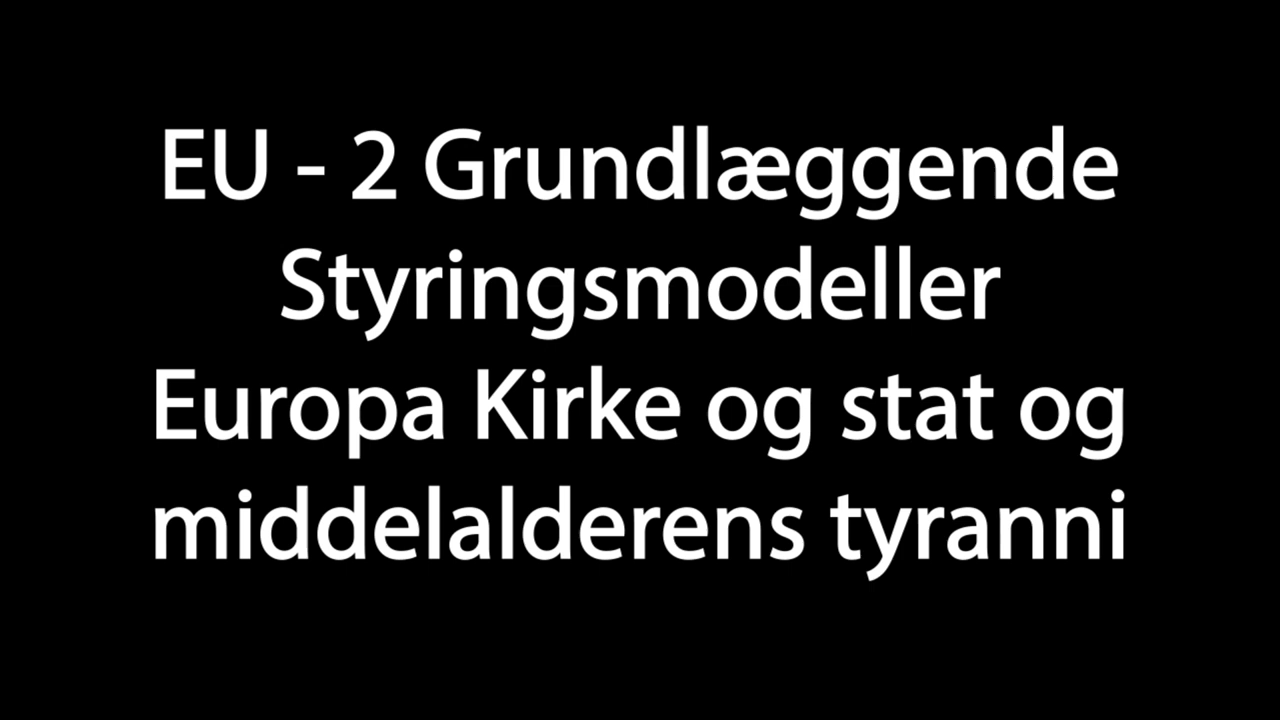 EU - 2 Grundlæggende
Styringsmodeller
Europa Kirke og stat og
middelalderens tyranni